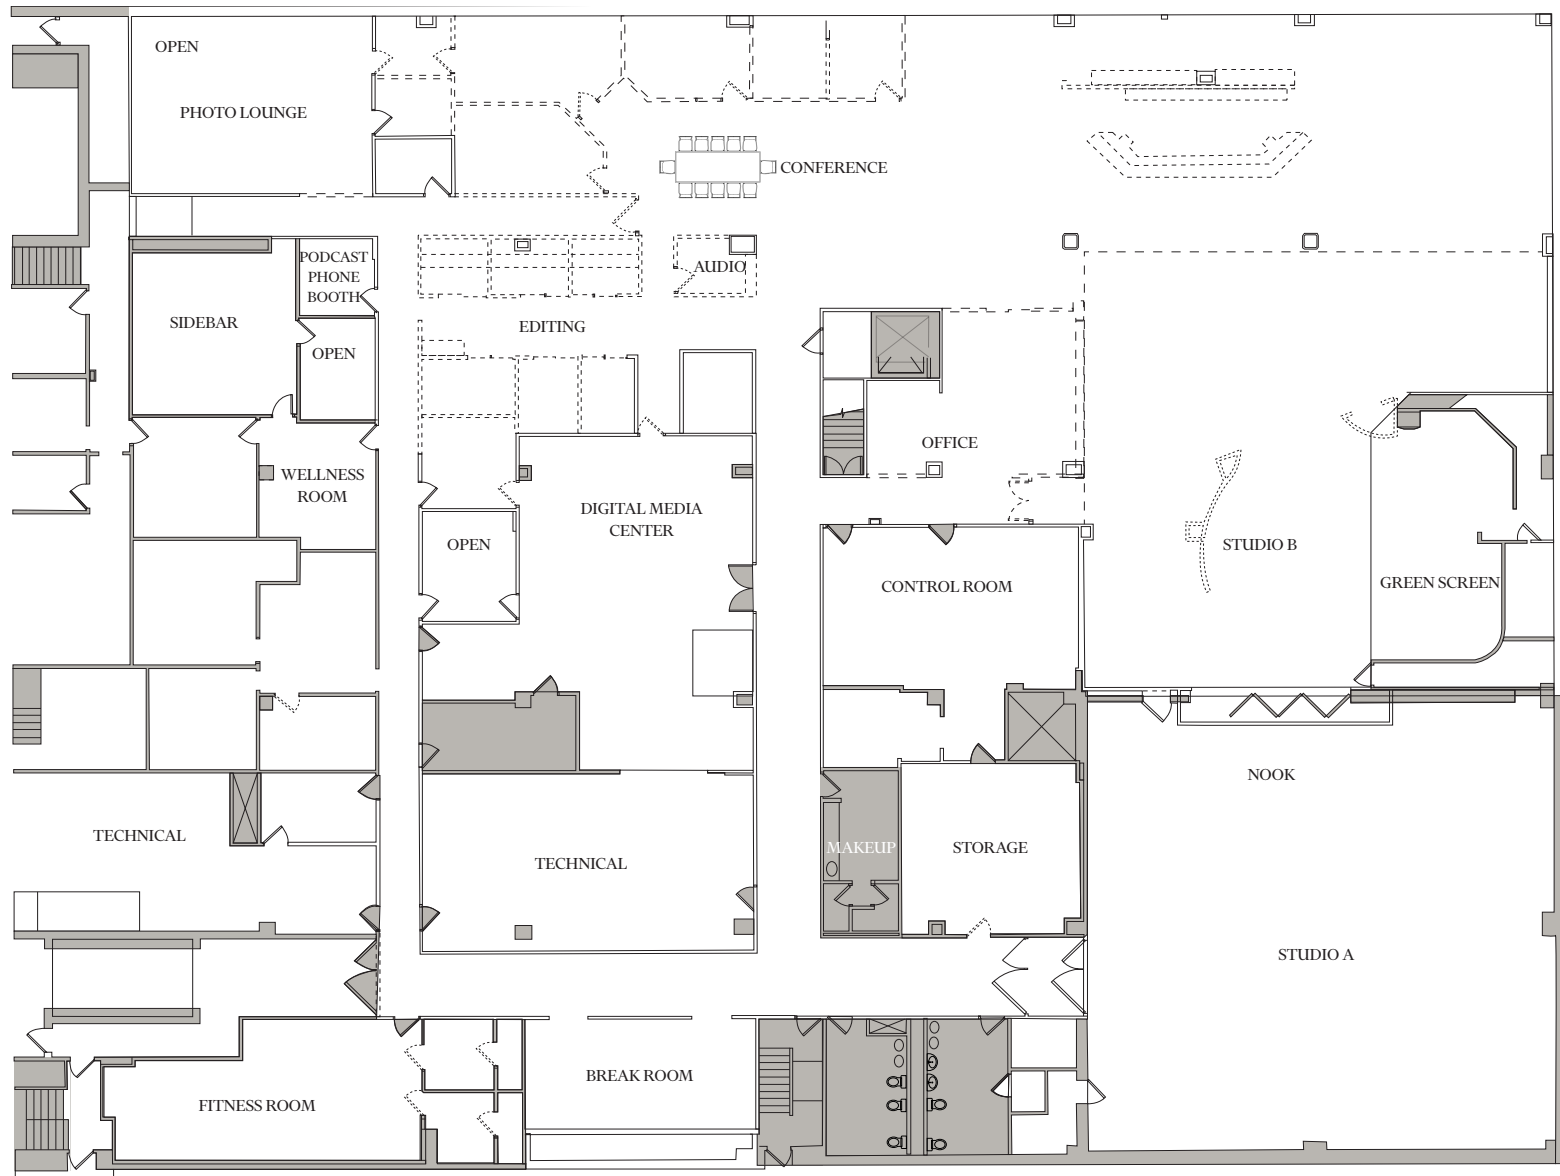 OPEN
PHOTO LOUNGE
CONFERENCE
PODCAST
PHONE
BOOTH
AUDIO
SIDEBAR
EDITING
OPEN
OFFICE
WELLNESS
ROOM
DIGITAL MEDIA
CENTER
OPEN
STUDIO B
CONTROL ROOM
GREEN SCREEN
NOOK
TECHNICAL
MAKEUP
STORAGE
TECHNICAL
STUDIO A
BREAK ROOM
FITNESS ROOM